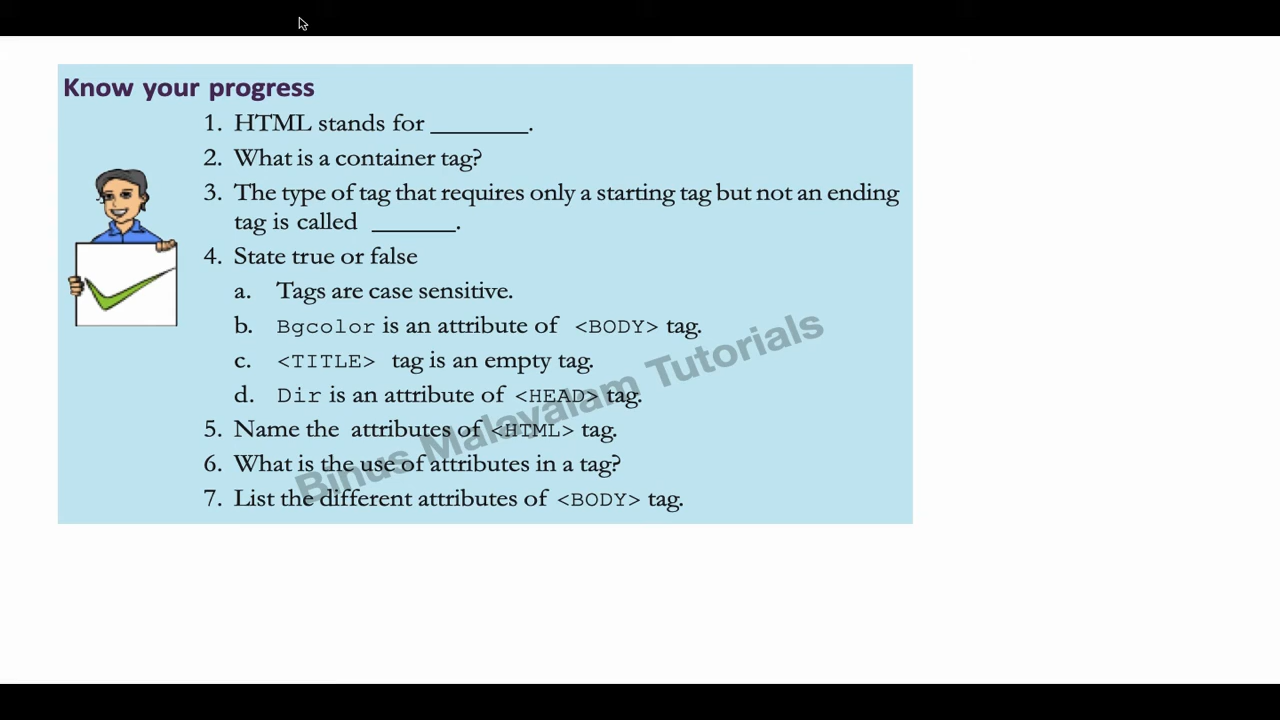 Know your progress
1. HTML stands for ________.
2. What is a container tag?
3. The type of tag that requires only a starting tag but not an ending
tag is called _______.
4. State true or false
a. Tags are case sensitive.
b. Bgcolor is an attribute of <BODY> tag.
c. <TITLE> tag is an empty tag.
d. Dir is an attribute of <HEAD> tag.
5. Name the attributes of <HTML> tag.
6. What is the use of attributes in a tag?
7. List the different attributes of <BODY> tag.
Binus Malayalam Tutorials